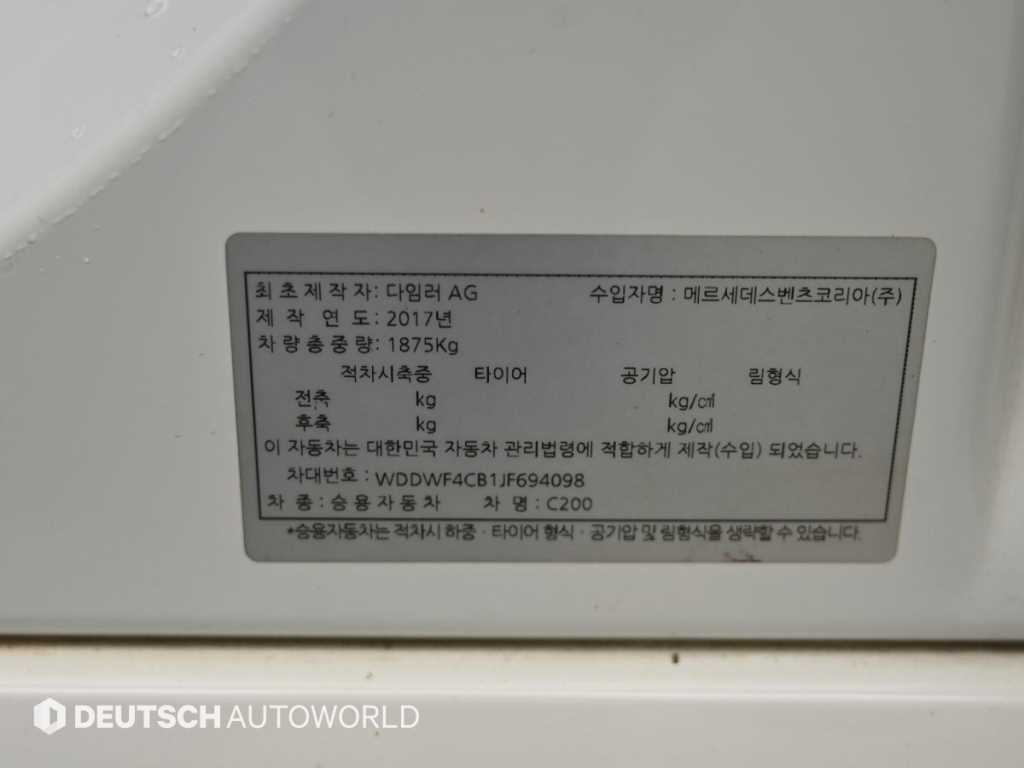 최초제작자: 다임러 AG 수입자명 : 메르세데스벤츠코리아(주)
제 작 연 도: 2017년
차량총중량: 1875Kg
적차시축중 타이어 공기압 림형식
전축 kg kg/㎠
후축 kg kg/㎠
이 자동차는 대한민국 자동차 관리법령에 적합하게 제작(수입) 되었습니다.
차대번호 : WDDWF4CB1JF694098
차 종 : 승용자동차 차 명 : C200
*승용자동차는 적차시 하중 · 타이어 형식 · 공기압 및 림형식을 생략할 수 있습니다.
DEUTSCH AUTOWORLD